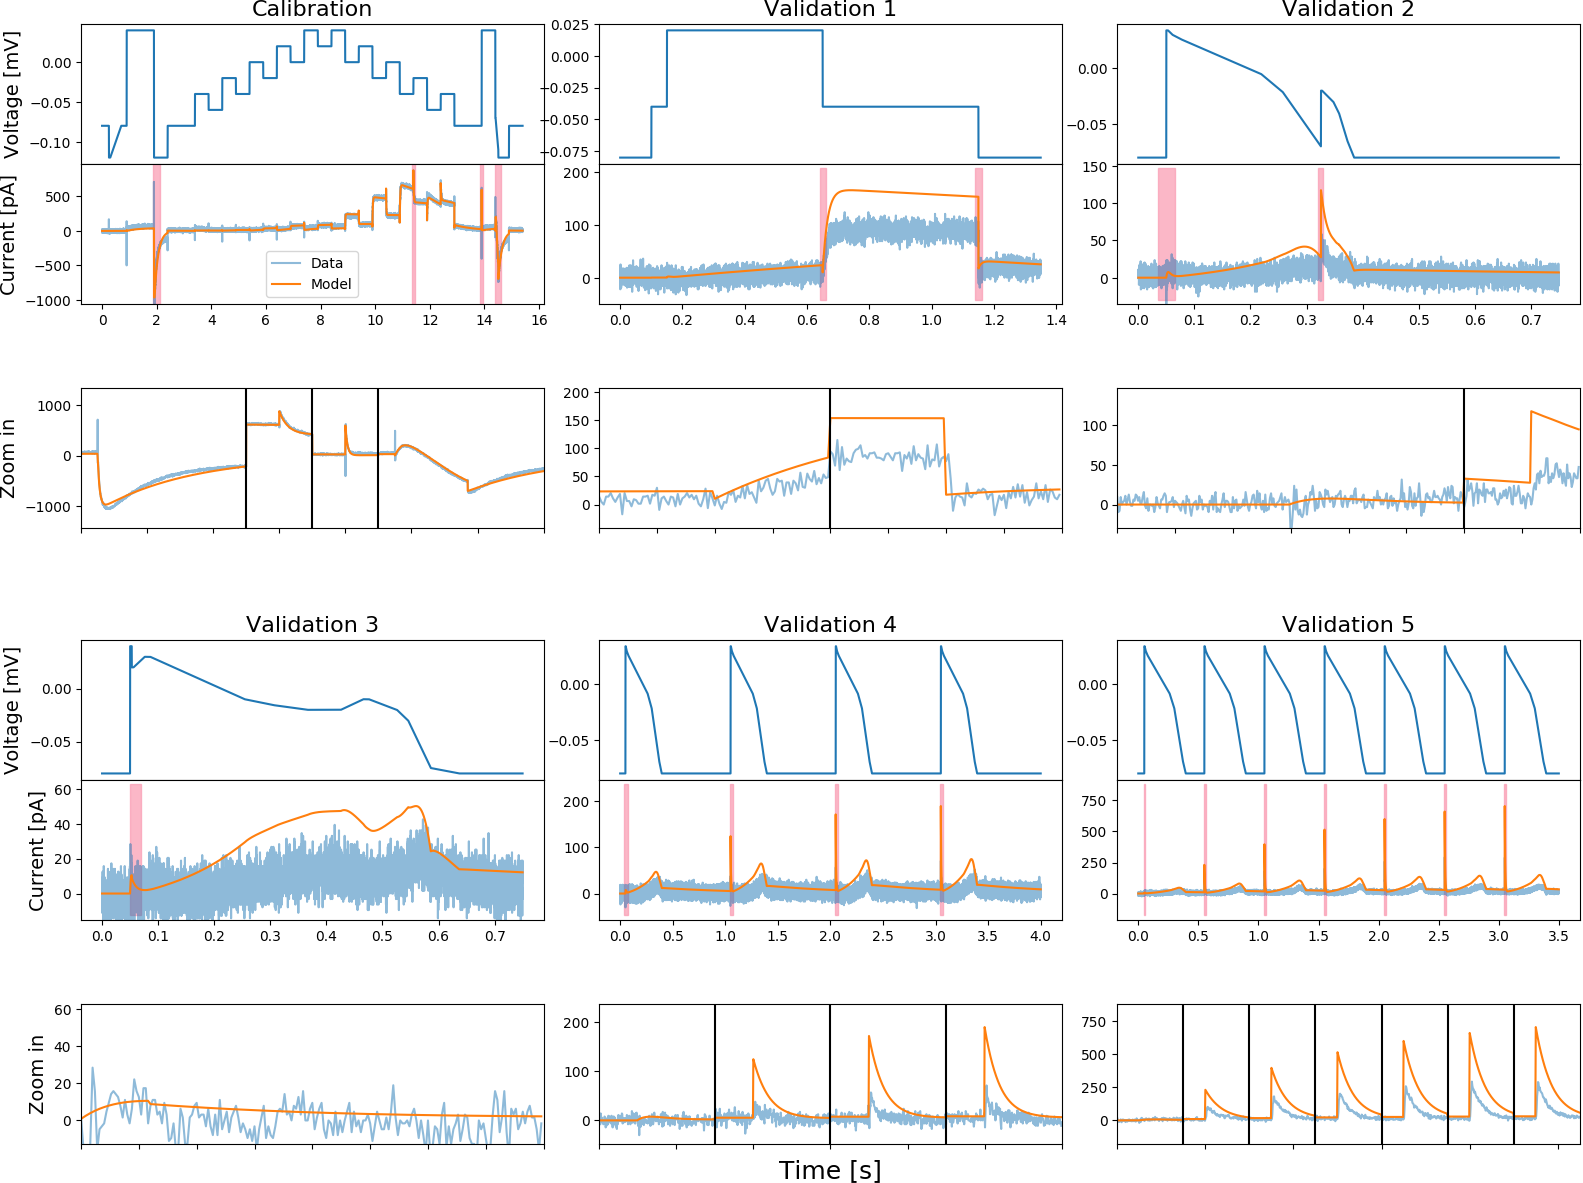 Calibration
Validation 1
Validation 2
Voltage [mV]
0.00
−0.05
−0.10
0.025
0.000
−0.025
−0.050
−0.075
0.00
−0.05
Current [pA]
500
0
−500
−1000
Data
Model
200
100
0
150
100
50
0
0 2 4 6 8 10 12 14 16
0.0 0.2 0.4 0.6 0.8 1.0 1.2 1.4
0.0 0.1 0.2 0.3 0.4 0.5 0.6 0.7
Zoom in
1000
0
−1000
200
150
100
50
0
100
50
0
Validation 3
Validation 4
Validation 5
Voltage [mV]
0.00
−0.05
0.00
−0.05
0.00
−0.05
Current [pA]
60
40
20
0
200
100
0
750
500
250
0
0.0 0.1 0.2 0.3 0.4 0.5 0.6 0.7
0.0 0.5 1.0 1.5 2.0 2.5 3.0 3.5 4.0
0.0 0.5 1.0 1.5 2.0 2.5 3.0 3.5
Zoom in
60
40
20
0
200
100
0
750
500
250
0
Time [s]